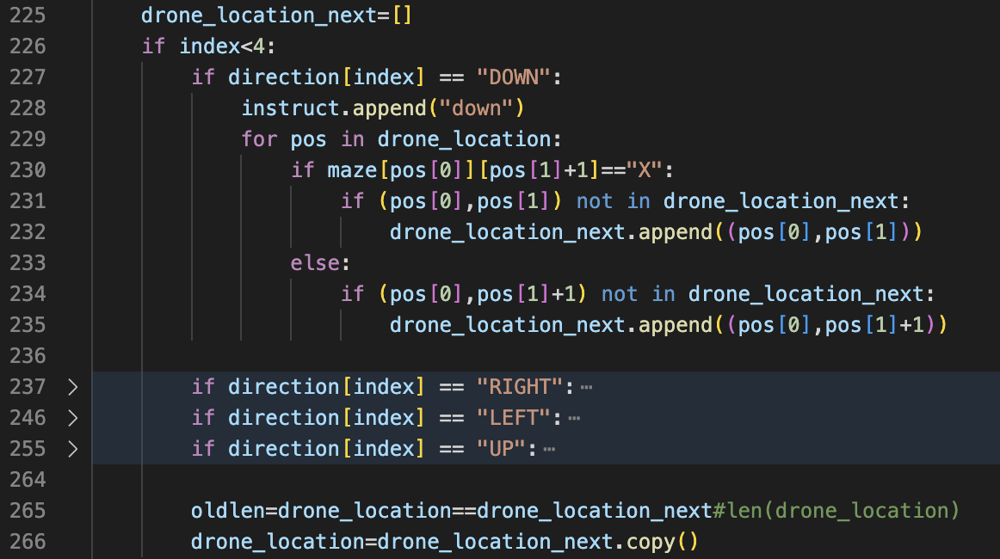 225 drone_location_next=[]
226 if index<4:
227 if direction[index] == "DOWN":
228 instruct.append("down")
229 for pos in drone_location:
230 if maze[pos[0]][pos[1]+1]=="X":
231 if (pos[0],pos[1]) not in drone_location_next:
232 drone_location_next.append((pos[0],pos[1]))
233 else:
234 if (pos[0],pos[1]+1) not in drone_location_next:
235 drone_location_next.append((pos[0],pos[1]+1))
236
237 > if direction[index] == "RIGHT":…
246 > if direction[index] == "LEFT":…
255 > if direction[index] == "UP":…
264
265 oldlen=drone_location==drone_location_next#len(drone_location)
266 drone_location=drone_location_next.copy()